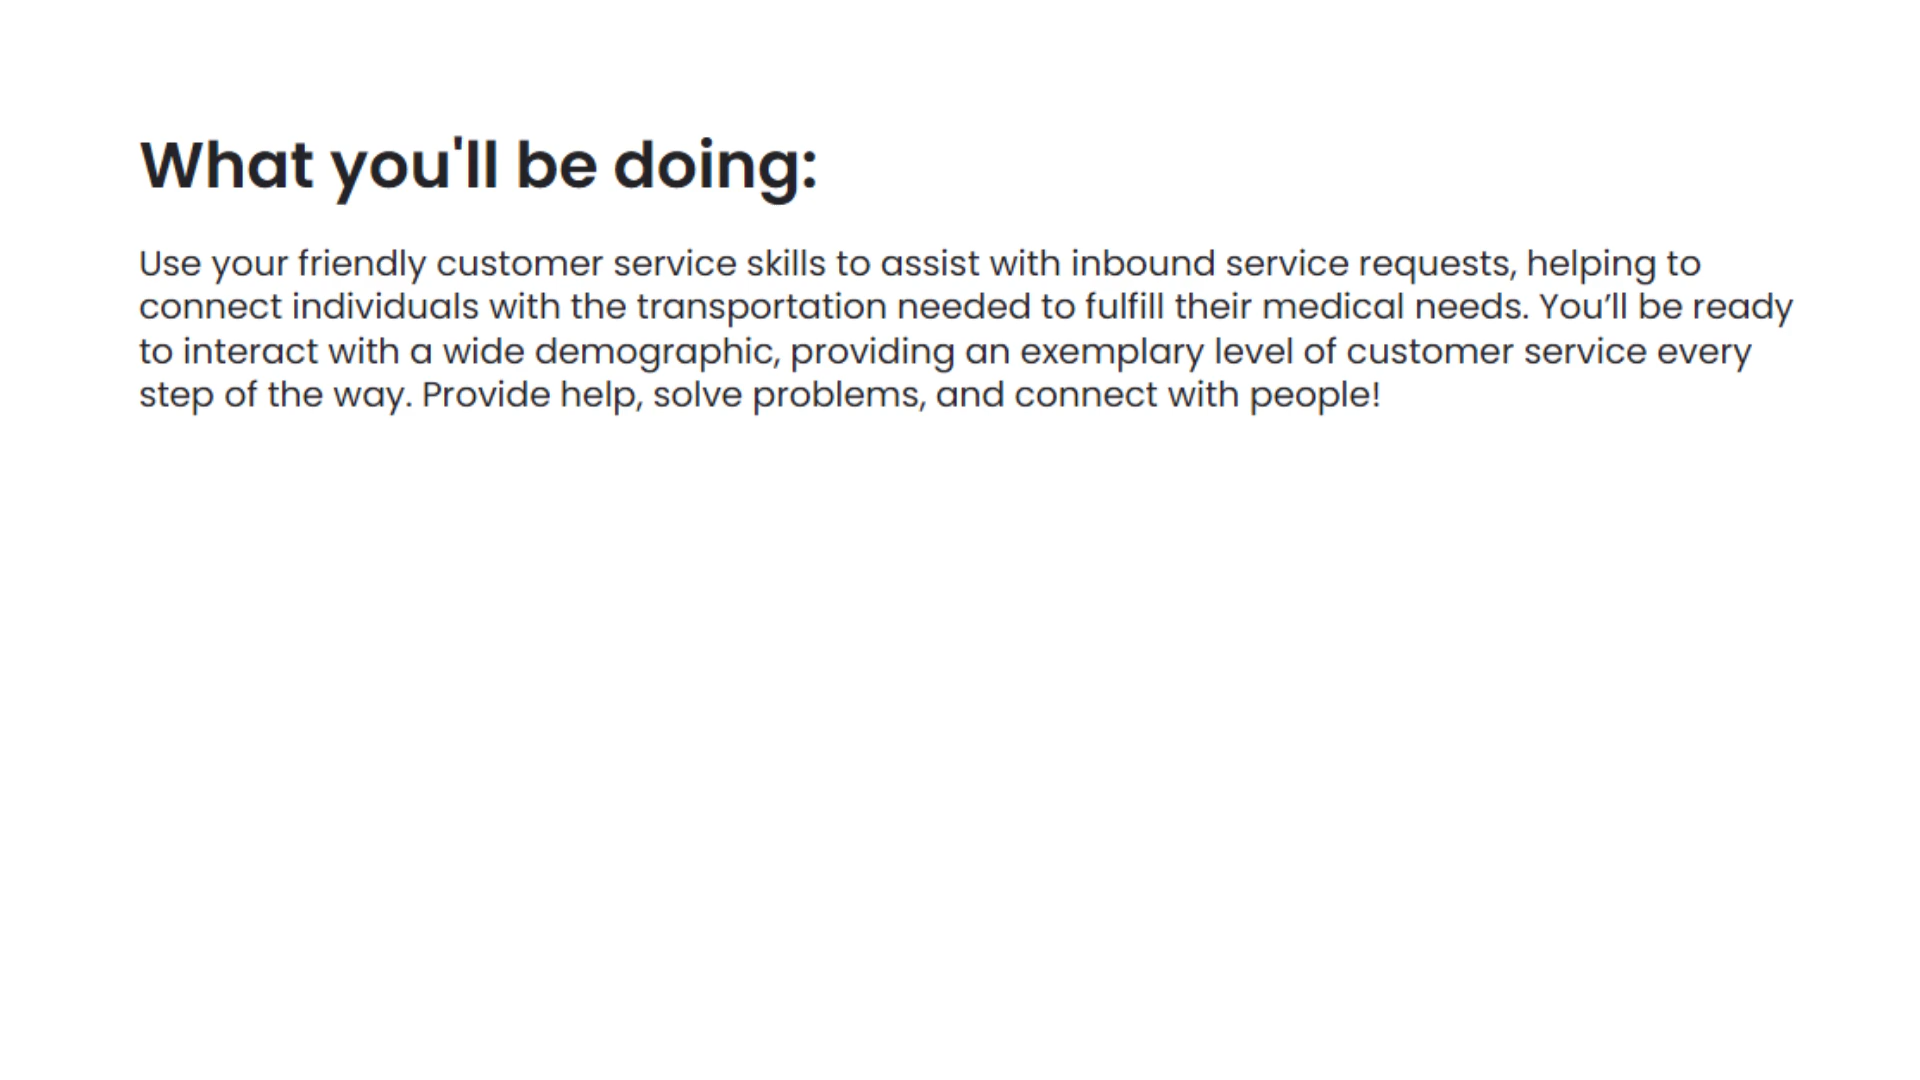 What you'll be doing:
Use your friendly customer service skills to assist with inbound service requests, helping to
connect individuals with the transportation needed to fulfill their medical needs. You’ll be ready
to interact with a wide demographic, providing an exemplary level of customer service every
step of the way. Provide help, solve problems, and connect with people!